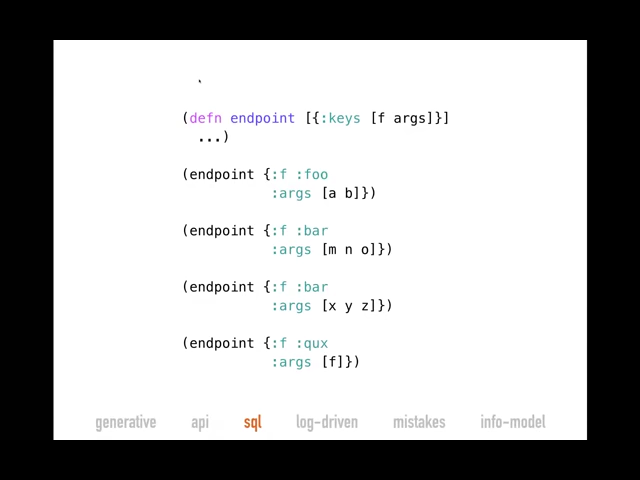 (defn endpoint [{:keys [f args]}]
...)
(endpoint {:f :foo
:args [a b]})
(endpoint {:f :bar
:args [m n o]})
(endpoint {:f :bar
:args [x y z]})
(endpoint {:f :qux
:args [f]})
generative api sql log-driven mistakes info-model